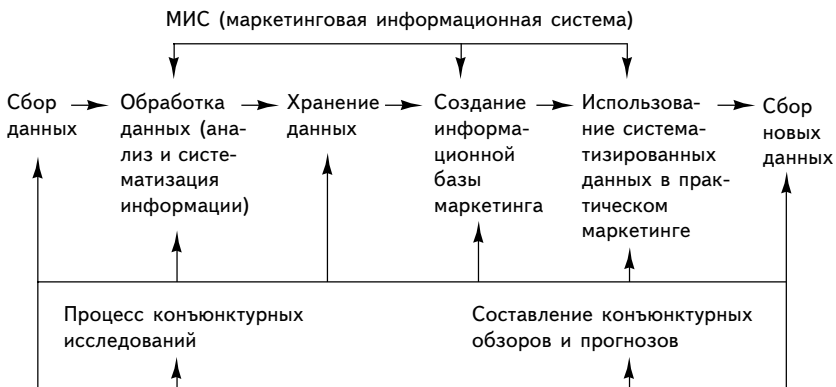 МИС (маркетинговая информационная система)
Сбор
данных
Обработка
данных (ана-
лиз и систе-
матизация
информации)
Хранение
данных
Создание
информа-
ционной
базы
маркетинга
Использова-
ние система-
тизированных
данных в прак-
тическом
маркетинге
Сбор
новых
данных
Процесс конъюнктурных
исследований
Составление конъюнктурных
обзоров и прогнозов